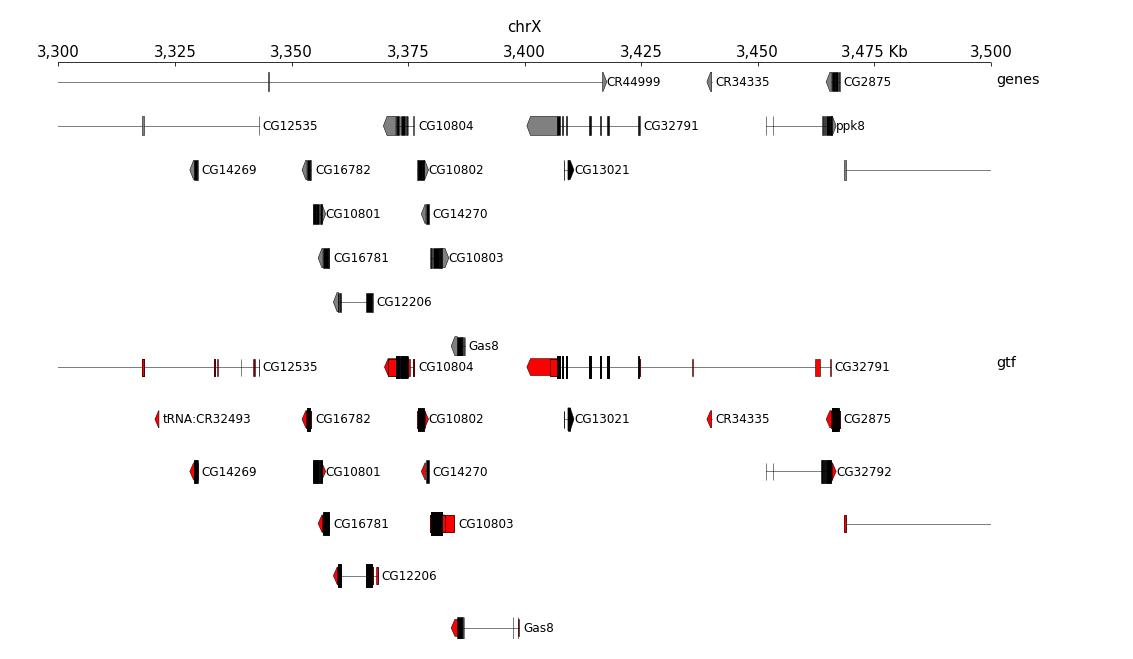 chrX
3,300 3,325 3,350 3,375 3,400 3,425 3,450 3,475 Kb 3,500
CR44999 CR34335 CG2875 genes
CG12535 CG10804 CG32791 ppk8
CG14269 CG16782 CG10802 CG13021
CG10801 CG14270
CG16781 CG10803
CG12206
Gas8
CG12535 CG10804 CG32791 gtf
tRNA:CR32493 CG16782 CG10802 CG13021 CR34335 CG2875
CG14269 CG10801 CG14270 CG32792
CG16781 CG10803
CG12206
Gas8